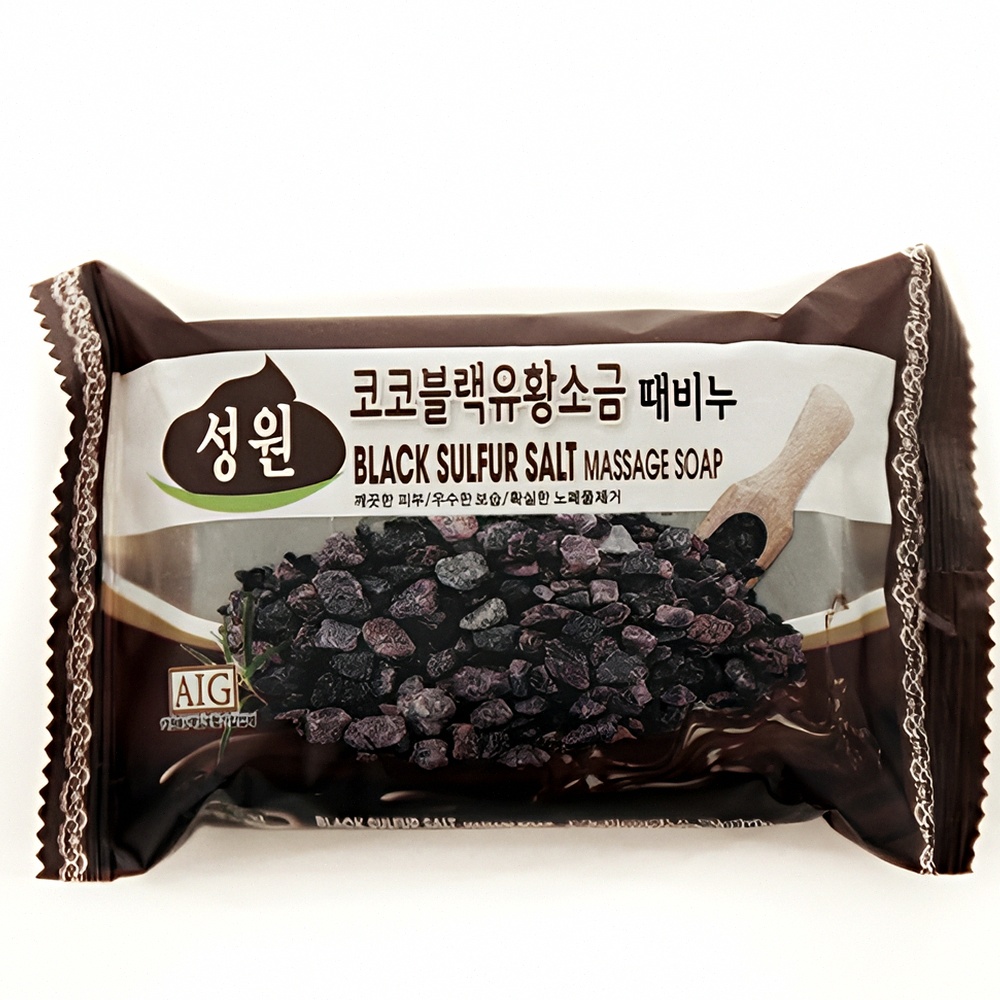 성원
코코블랙유황소금 때비누
BLACK SULFUR SALT MASSAGE SOAP
깨끗한 피부/우수한 보습/확실한 노폐물제거
AIG
BLACK SULFUR SALT